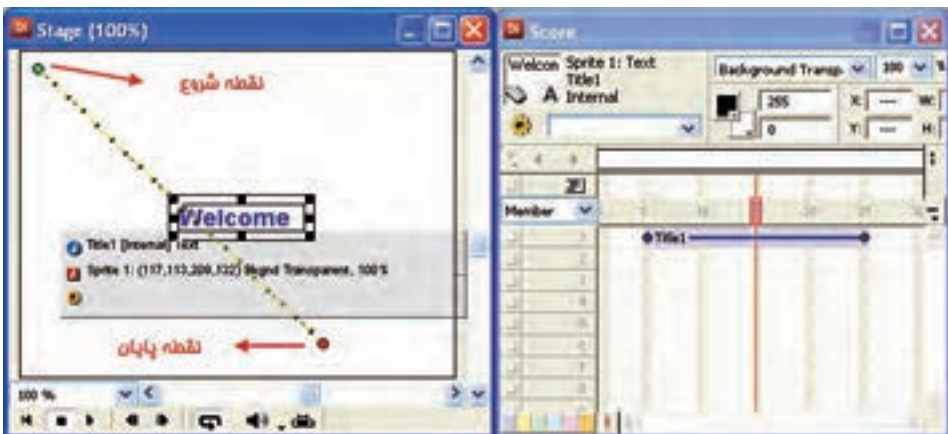 Stage (100%)
نقطه شروع
Welcome
Title1 [Internal] Text
Sprite 1: (117,113,209,132) Bkgnd Transparent, 100%
نقطه پایان
100 %
Score
Welcon Sprite 1: Text
Title1
Internal
A
Background Transp.
100
255
X:
W:
0
Y:
H:
Member
Title1